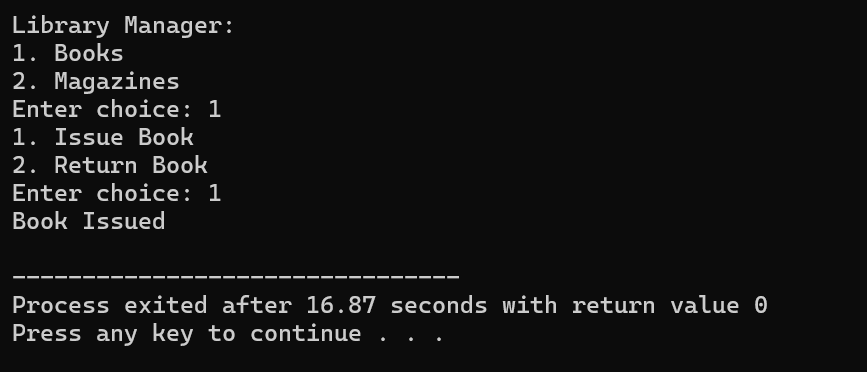 Library Manager:
1. Books
2. Magazines
Enter choice: 1
1. Issue Book
2. Return Book
Enter choice: 1
Book Issued
--------------------------------
Process exited after 16.87 seconds with return value 0
Press any key to continue . . .